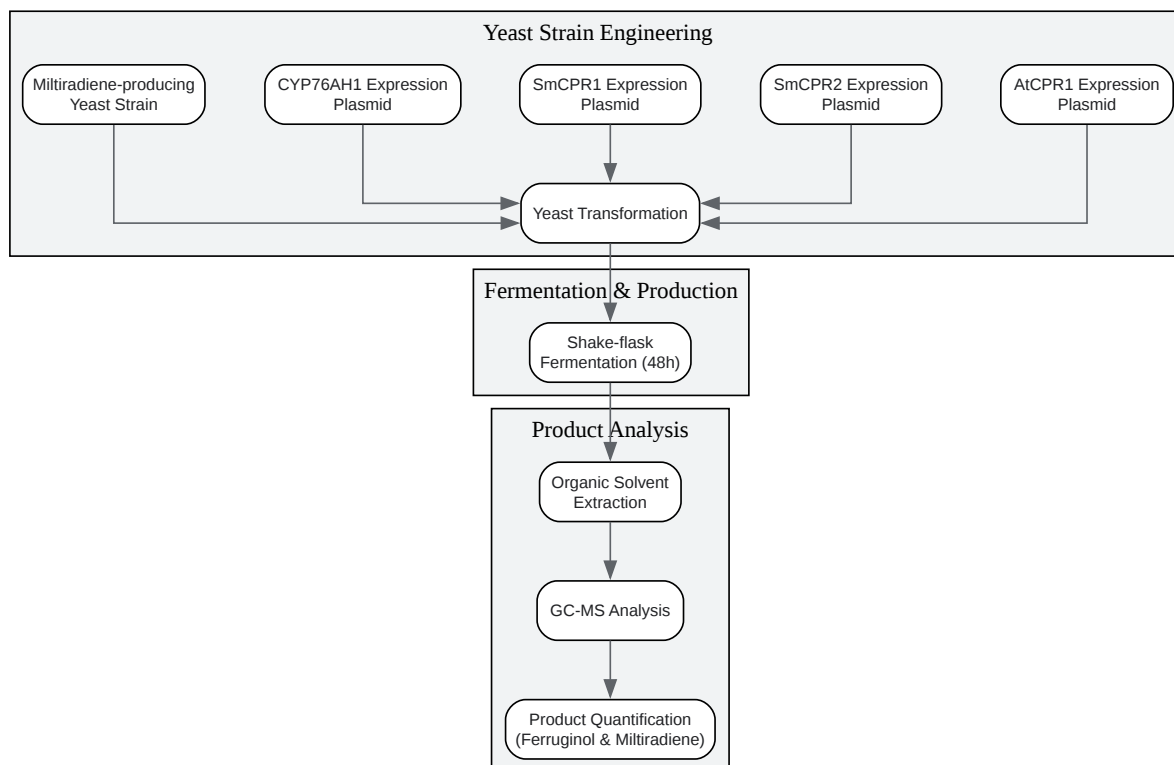 Yeast Strain Engineering
Miltiradiene-producing
Yeast Strain
CYP76AH1 Expression
Plasmid
SmCPR1 Expression
Plasmid
SmCPR2 Expression
Plasmid
AtCPR1 Expression
Plasmid
Yeast Transformation
Fermentation & Production
Shake-flask
Fermentation (48h)
Product Analysis
Organic Solvent
Extraction
GC-MS Analysis
Product Quantification
(Ferruginol & Miltiradiene)